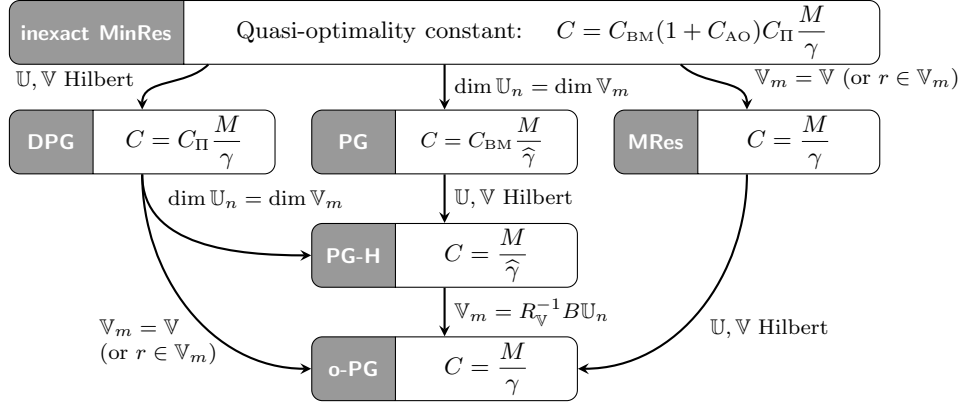 inexact MinRes Quasi-optimality constant: C = C_BM(1 + C_AO)C_Π M/γ
𝕌, 𝕍 Hilbert
dim 𝕌_n = dim 𝕍_m
𝕍_m = 𝕍 (or r ∈ 𝕍_m)
DPG C = C_Π M/γ
PG C = C_BM M/γ̂
MRes C = M/γ
dim 𝕌_n = dim 𝕍_m
𝕌, 𝕍 Hilbert
PG-H C = M/γ̂
𝕍_m = 𝕍
(or r ∈ 𝕍_m)
𝕍_m = R_𝕍^{-1} B𝕌_n
𝕌, 𝕍 Hilbert
o-PG C = M/γ